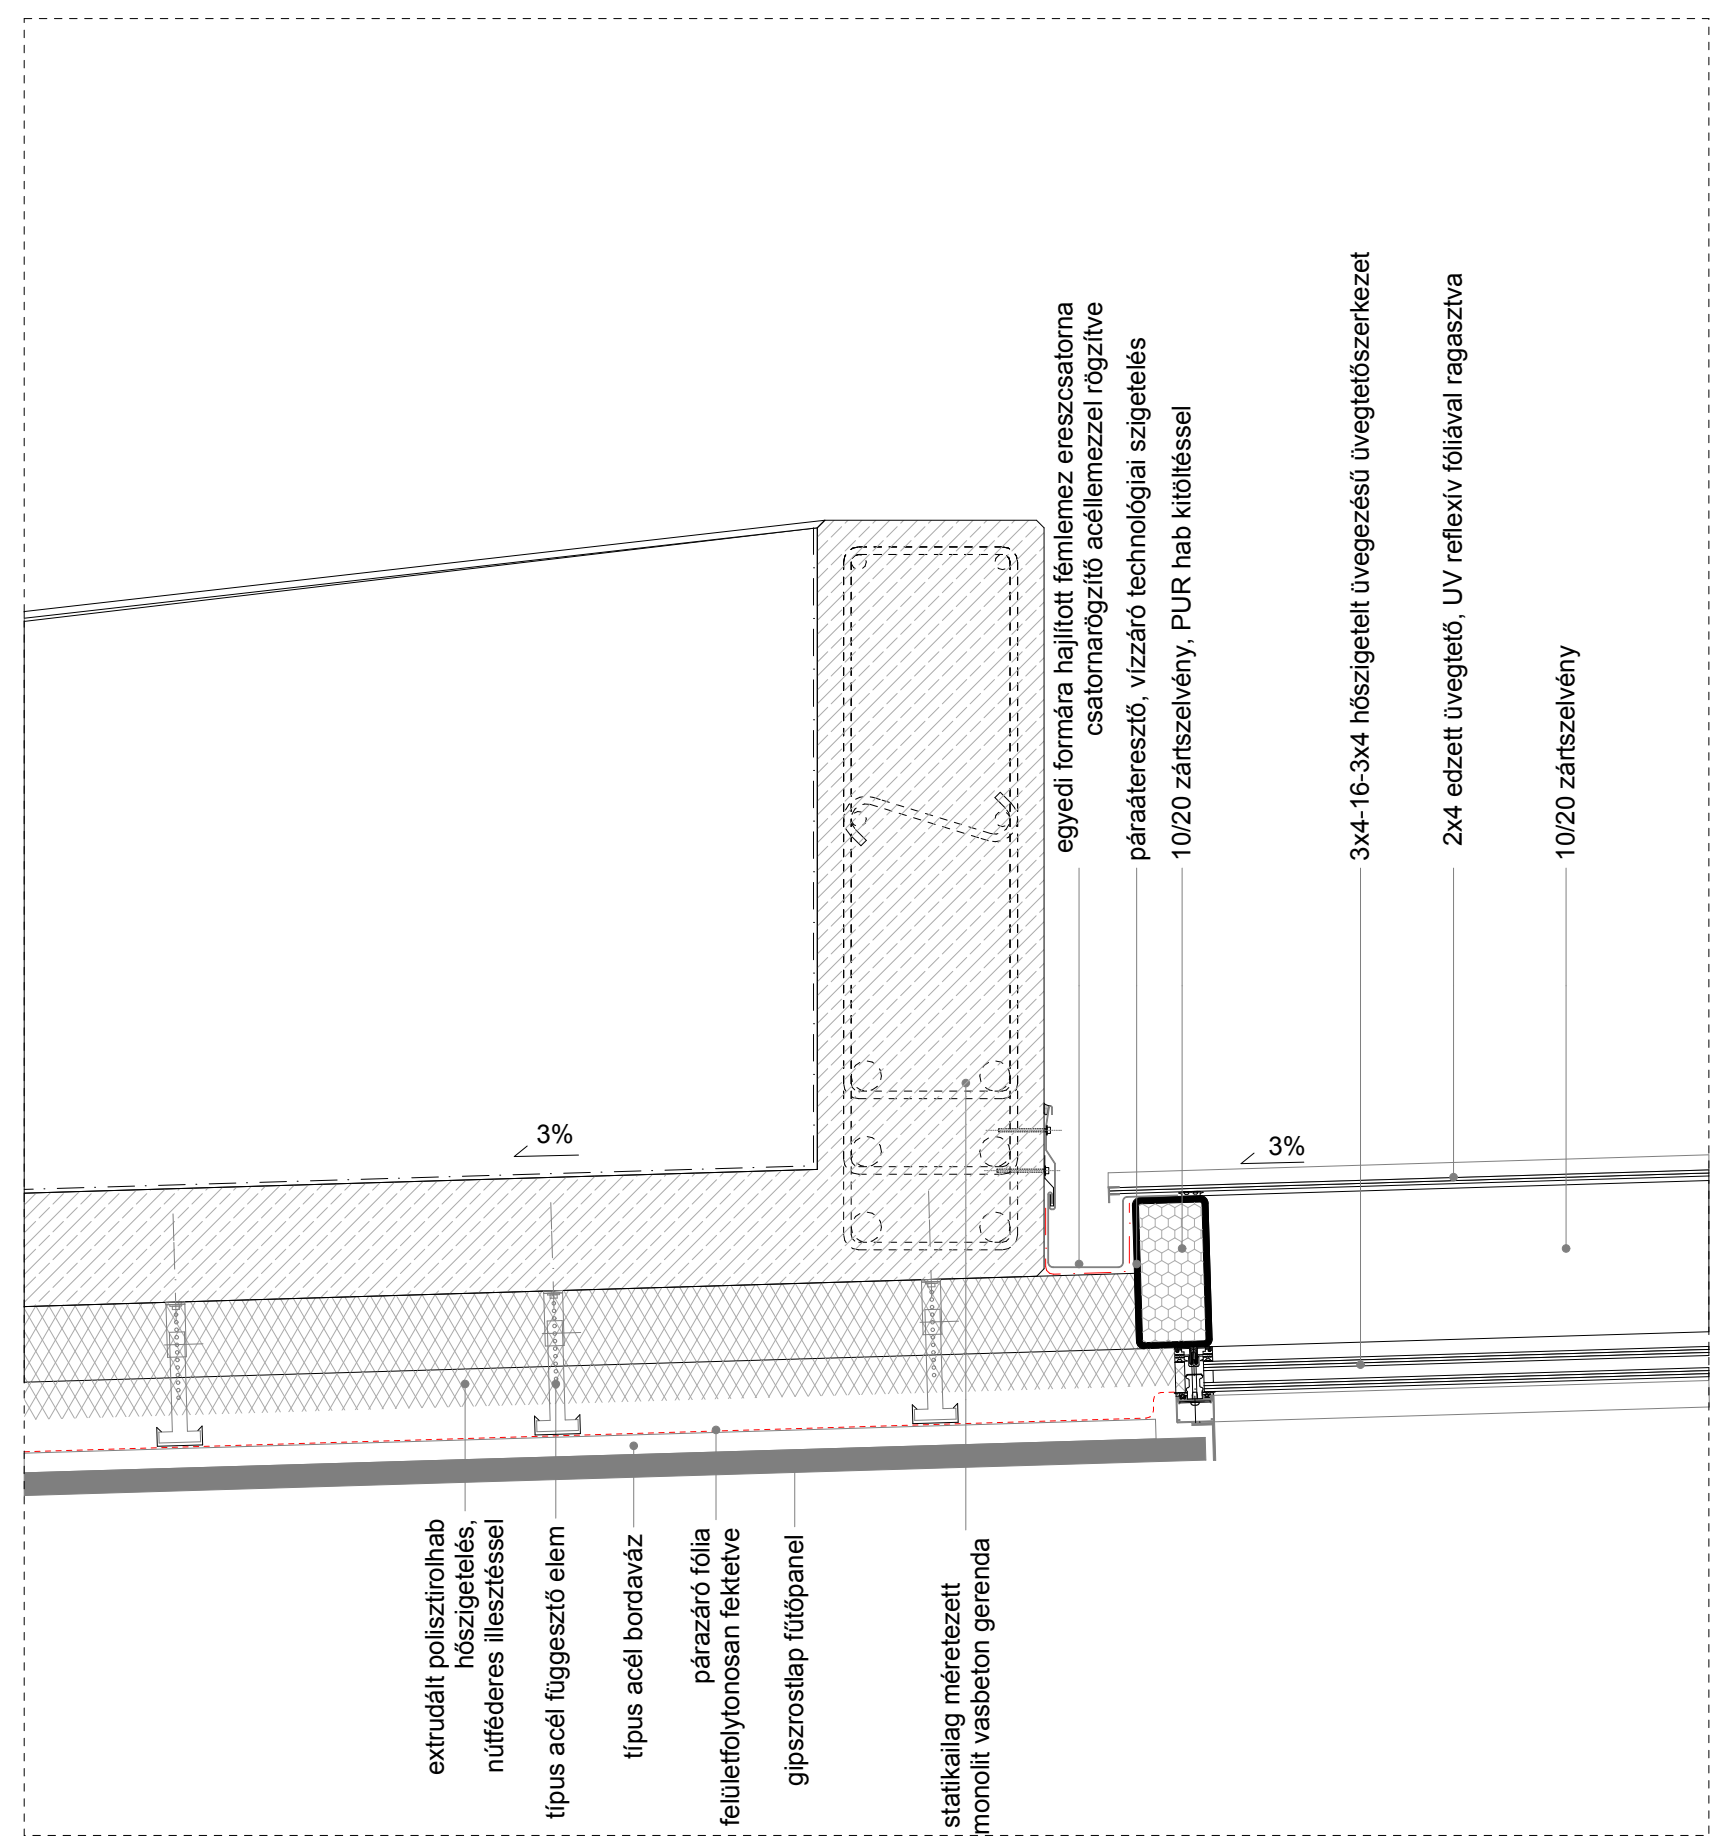 egyedi formára hajlított fémlemez ereszcsatorna
csatornarögzítő acéllemezzel rögzítve
páraáteresztő, vízzáró technológiai szigetelés
10/20 zártszelvény, PUR hab kitöltéssel
3x4-16-3x4 hőszigetelt üvegezésű üvegtetőszerkezet
2x4 edzett üvegtető, UV reflexív fóliával ragasztva
10/20 zártszelvény
3%
3%
extrudált polisztirolhab
hőszigetelés,
nútféderes illesztéssel
típus acél függesztő elem
típus acél bordaváz
párazáró fólia
felületfolytonosan fektetve
gipszrostlap fűtőpanel
statikailag méretezett
monolit vasbeton gerenda